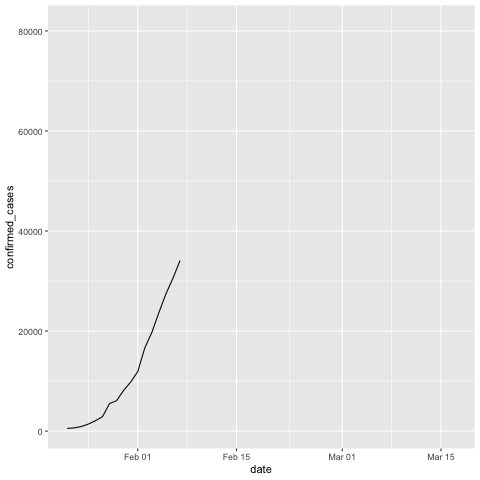 80000
60000
40000
20000
0
confirmed_cases
Feb 01
Feb 15
Mar 01
Mar 15
date